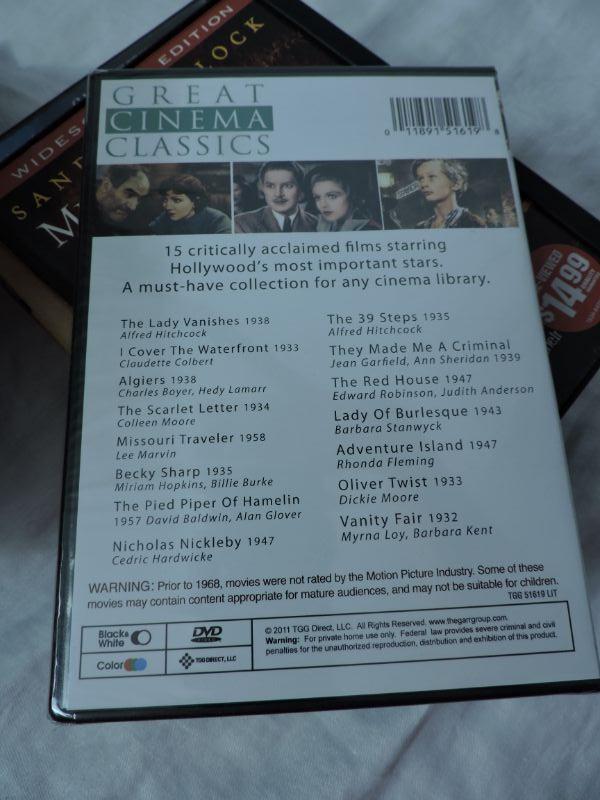 EDITION
LOCK
WIDESC
SAND
GREAT
CINEMA
CLASSICS
0 11891 51619 8
$14.99
15 critically acclaimed films starring
Hollywood's most important stars.
A must-have collection for any cinema library.
The Lady Vanishes 1938
Alfred Hitchcock
I Cover The Waterfront 1933
Claudette Colbert
Algiers 1938
Charles Boyer, Hedy Lamarr
The Scarlet Letter 1934
Colleen Moore
Missouri Traveler 1958
Lee Marvin
Becky Sharp 1935
Miriam Hopkins, Billie Burke
The Pied Piper Of Hamelin
1957 David Baldwin, Alan Glover
Nicholas Nickleby 1947
Cedric Hardwicke
The 39 Steps 1935
Alfred Hitchcock
They Made Me A Criminal
Jean Garfield, Ann Sheridan 1939
The Red House 1947
Edward Robinson, Judith Anderson
Lady Of Burlesque 1943
Barbara Stanwyck
Adventure Island 1947
Rhonda Fleming
Oliver Twist 1933
Dickie Moore
Vanity Fair 1932
Myrna Loy, Barbara Kent
WARNING: Prior to 1968, movies were not rated by the Motion Picture Industry. Some of these
movies may contain content appropriate for mature audiences, and may not be suitable for children.
TGG 51619 LIT
Black &
White
Color
DVD
VIDEO
TGG DIRECT, LLC
© 2011 TGG Direct, LLC. All Rights Reserved. www.thegarrgroup.com.
Warning: For private home use only. Federal law provides severe criminal and civil
penalties for the unauthorized reproduction, distribution and exhibition of this product.